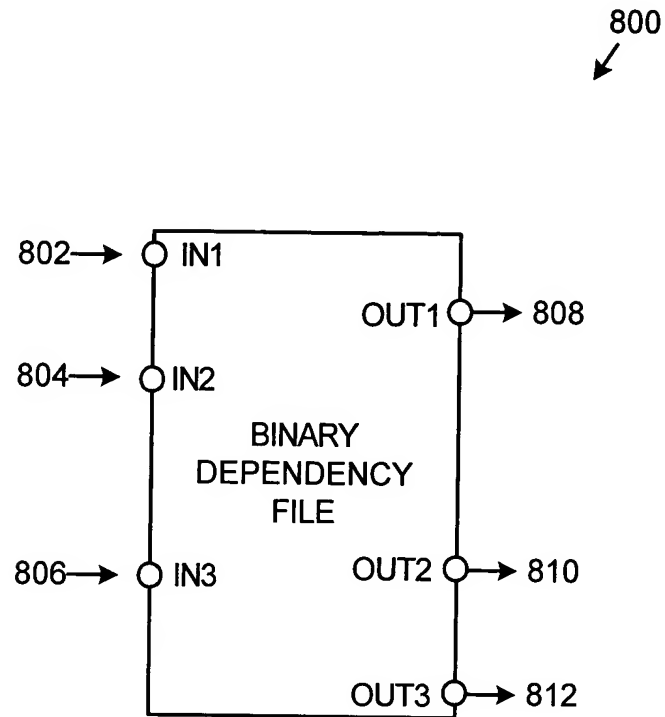 800
802 IN1
OUT1 808
804 IN2
BINARY
DEPENDENCY
FILE
806 IN3
OUT2 810
OUT3 812